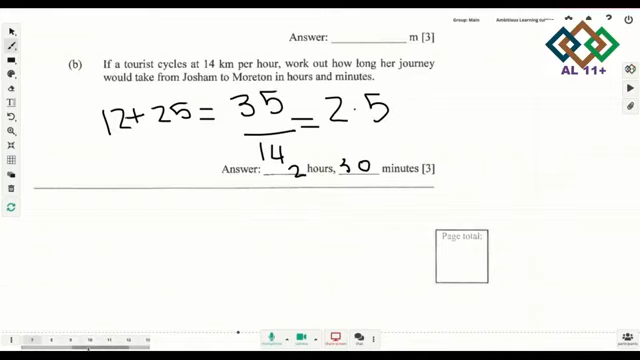 Group: Main
Ambitious Learning
AL 11+
Answer: ________ m [3]
(b) If a tourist cycles at 14 km per hour, work out how long her journey
would take from Josham to Moreton in hours and minutes.
12+ 25 = 35 = 2.5
14
Answer: 2 hours, 30 minutes [3]
Page total: